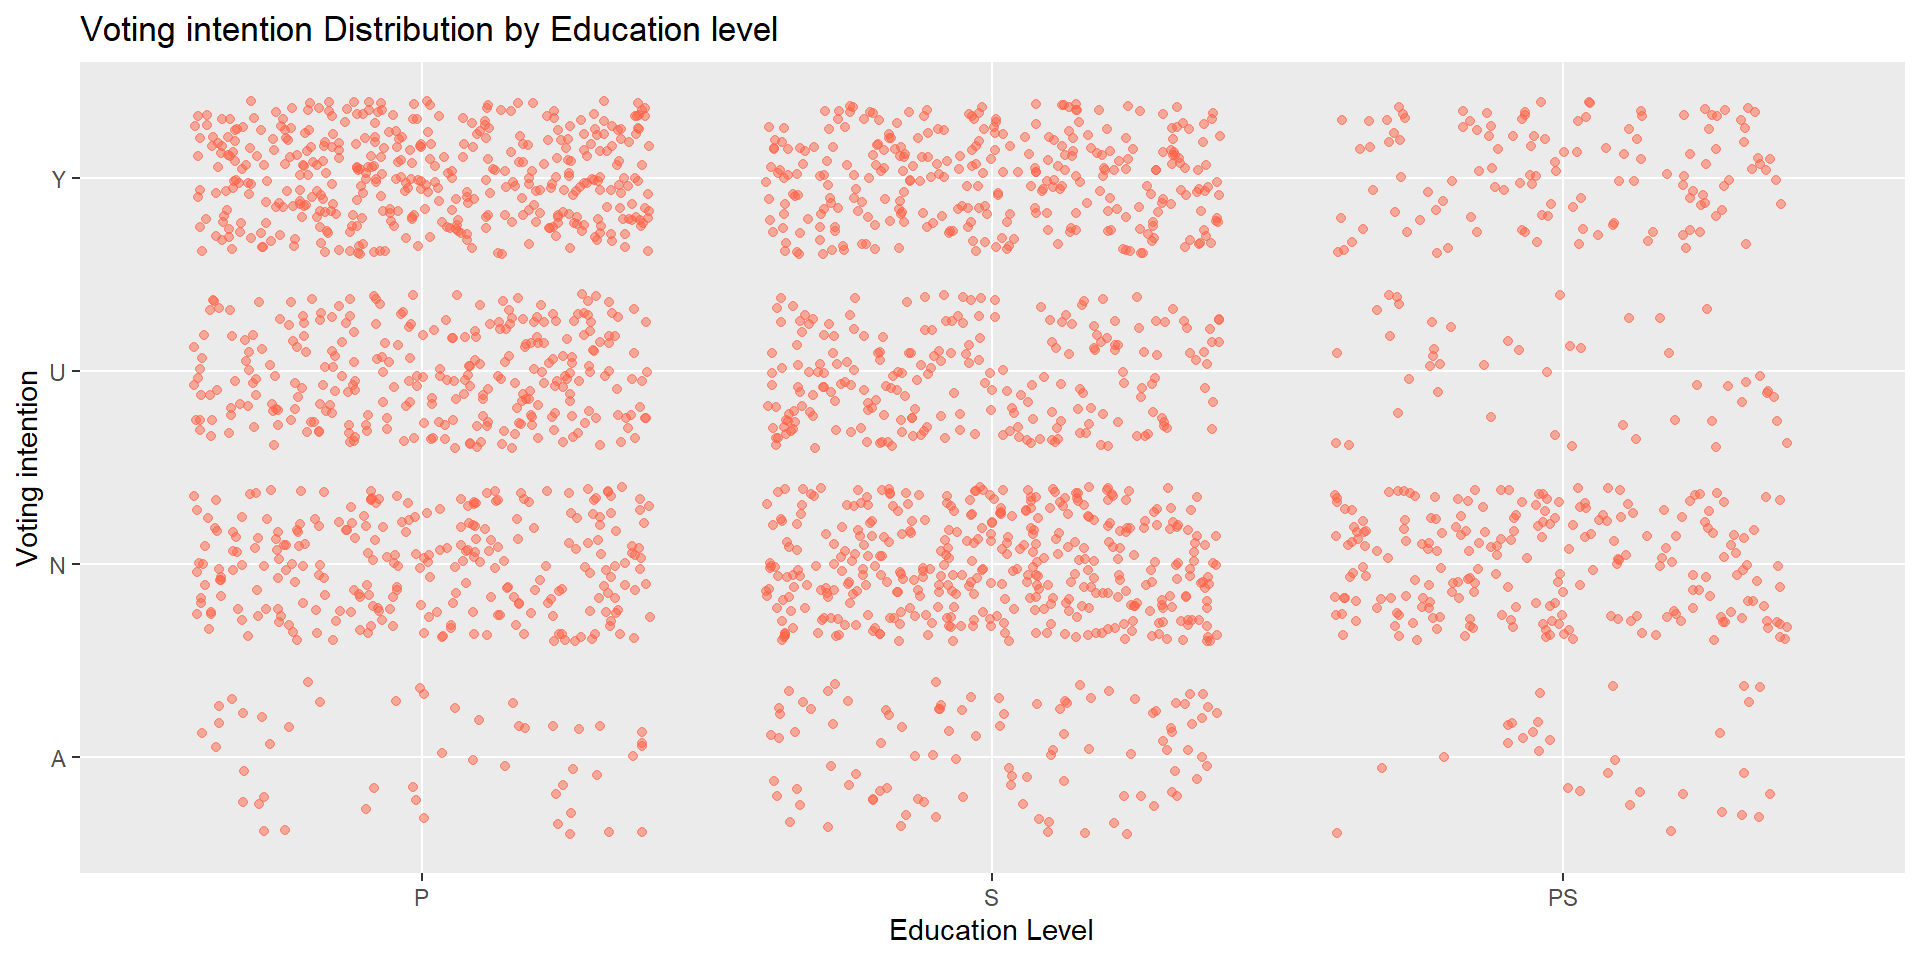 Voting intention Distribution by Education level
Voting intention
Y
U
N
A
P
S
PS
Education Level